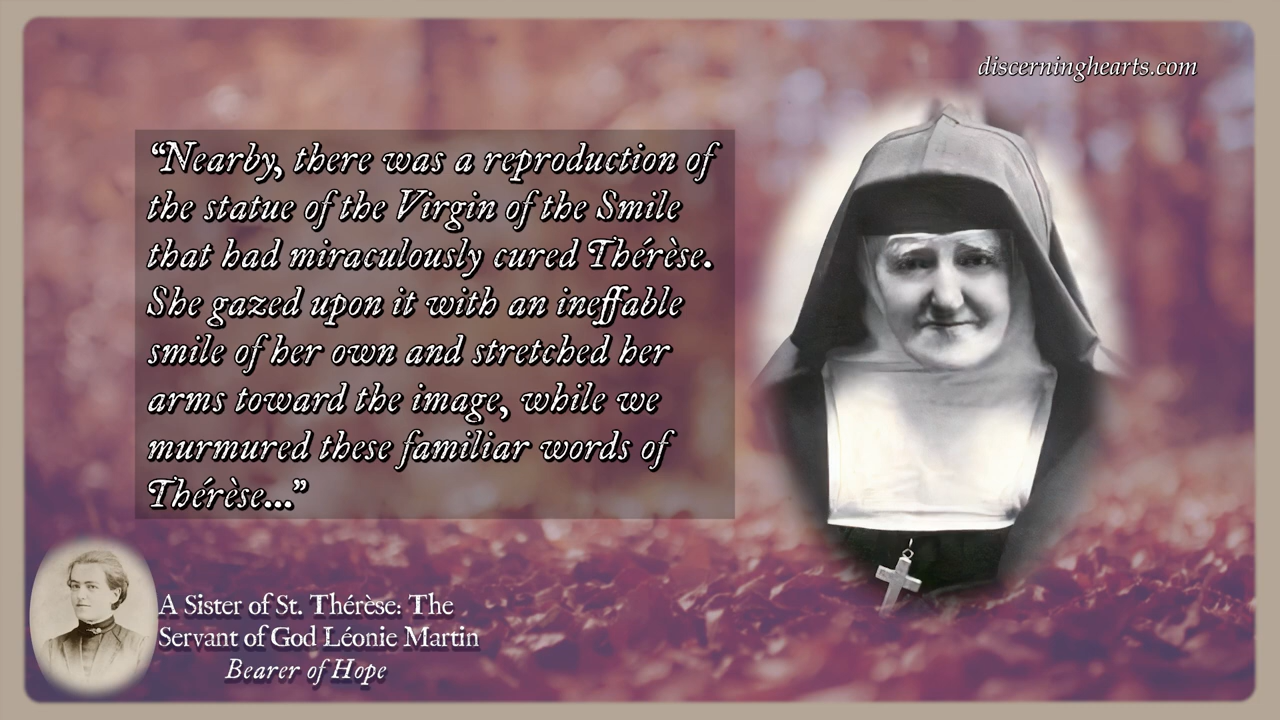 discerninghearts.com
“Nearby, there was a reproduction of
the statue of the Virgin of the Smile
that had miraculously cured Thérèse.
She gazed upon it with an ineffable
smile of her own and stretched her
arms toward the image, while we
murmured these familiar words of
Thérèse...”
A Sister of St. Thérèse: The
Servant of God Léonie Martin
Bearer of Hope